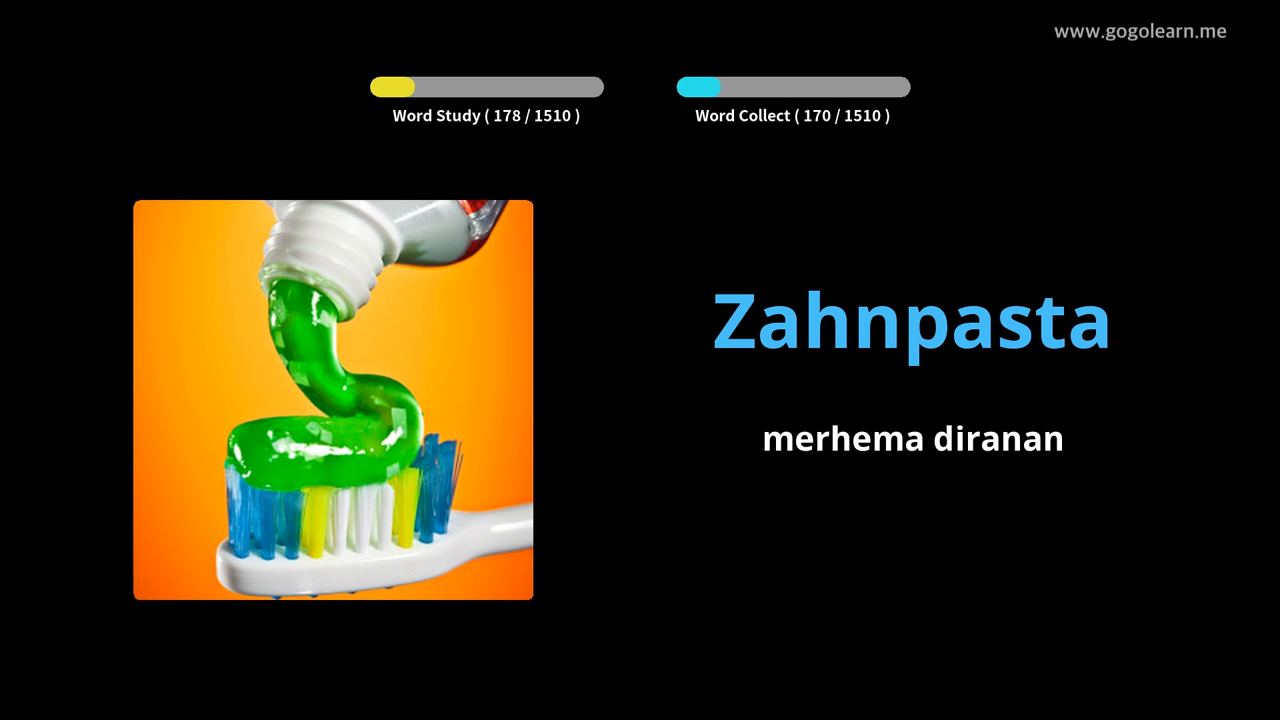 www.gogolearn.me
Word Study ( 178 / 1510 )
Word Collect ( 170 / 1510 )
Zahnpasta
merhema diranan